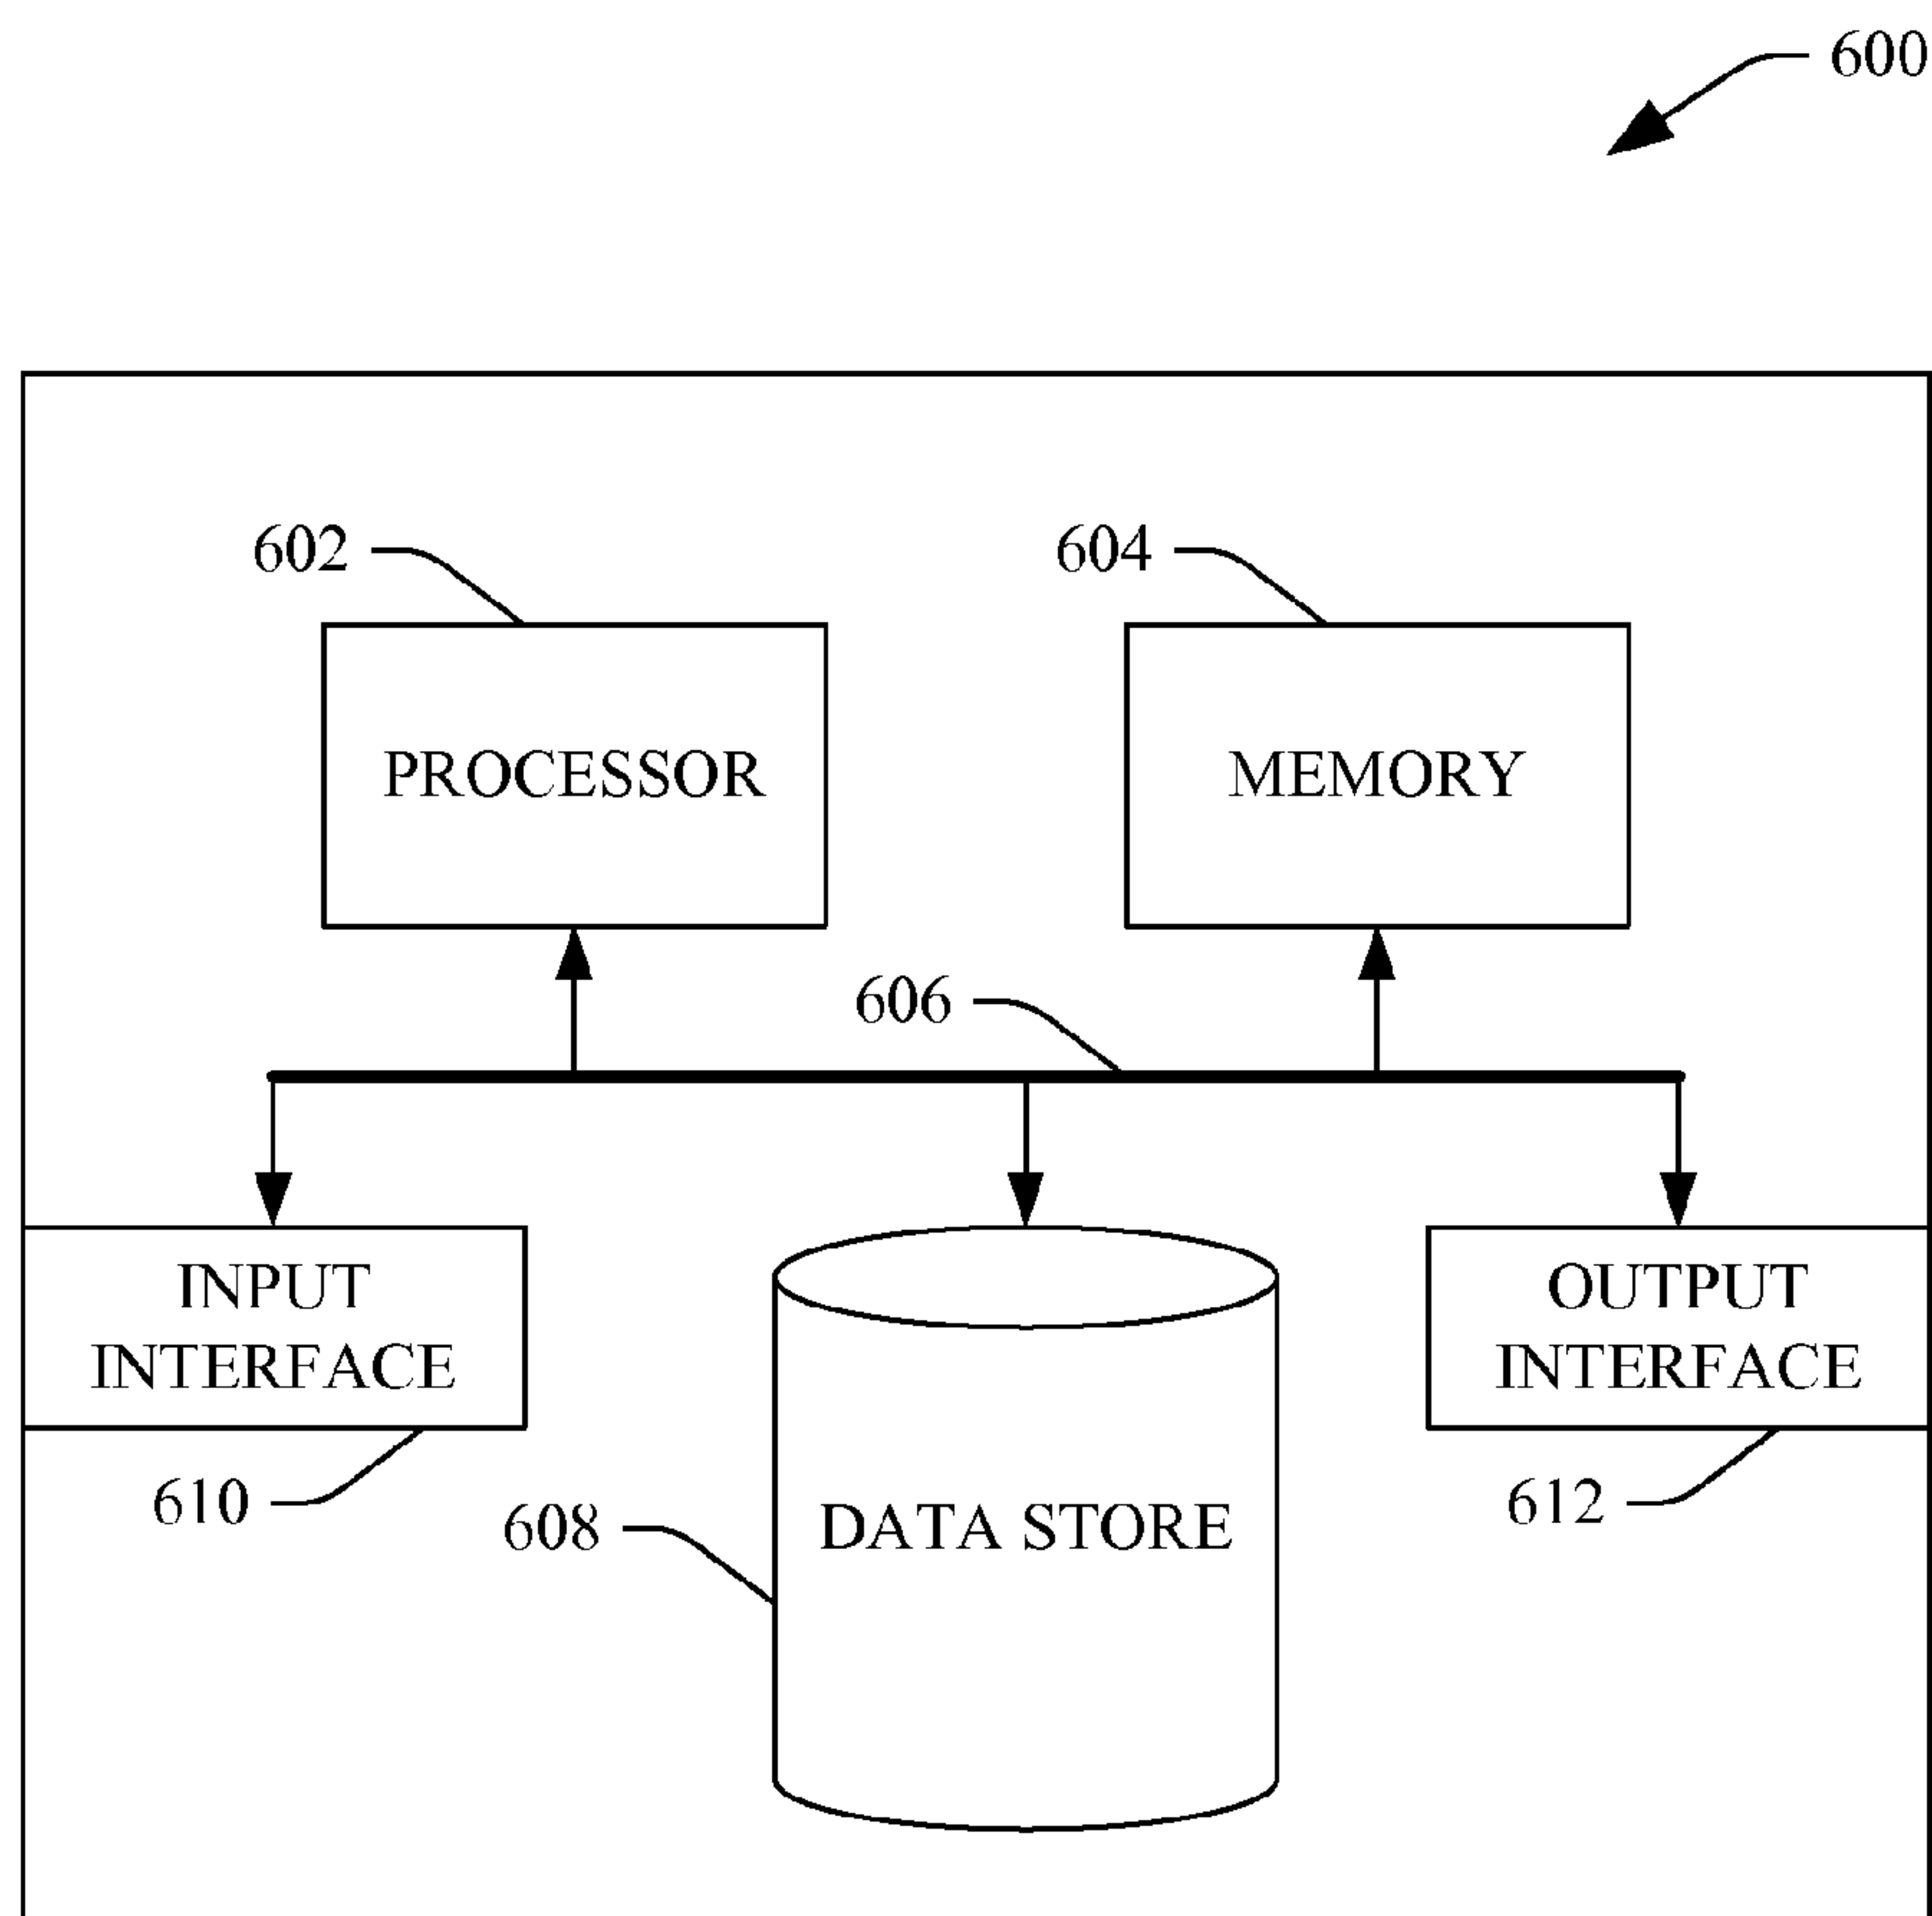 600
602
604
PROCESSOR
MEMORY
606
INPUT
INTERFACE
OUTPUT
INTERFACE
610
608
DATA STORE
612